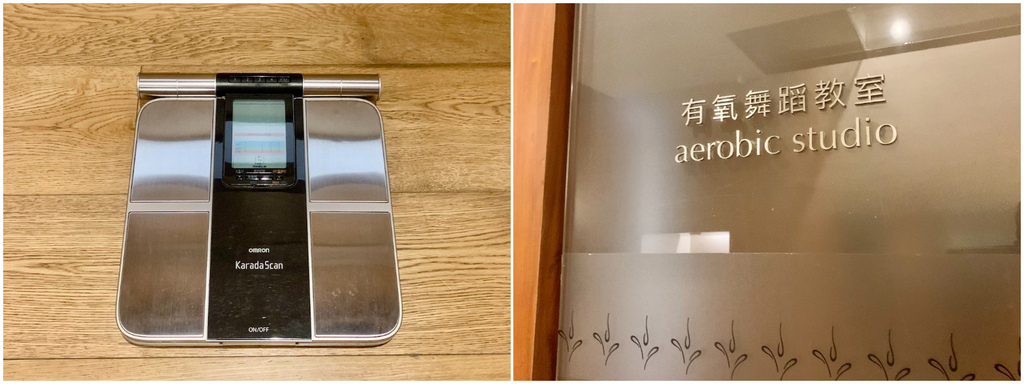 OMRON
KaradaScan
ON/OFF
有氧舞蹈教室
aerobic studio